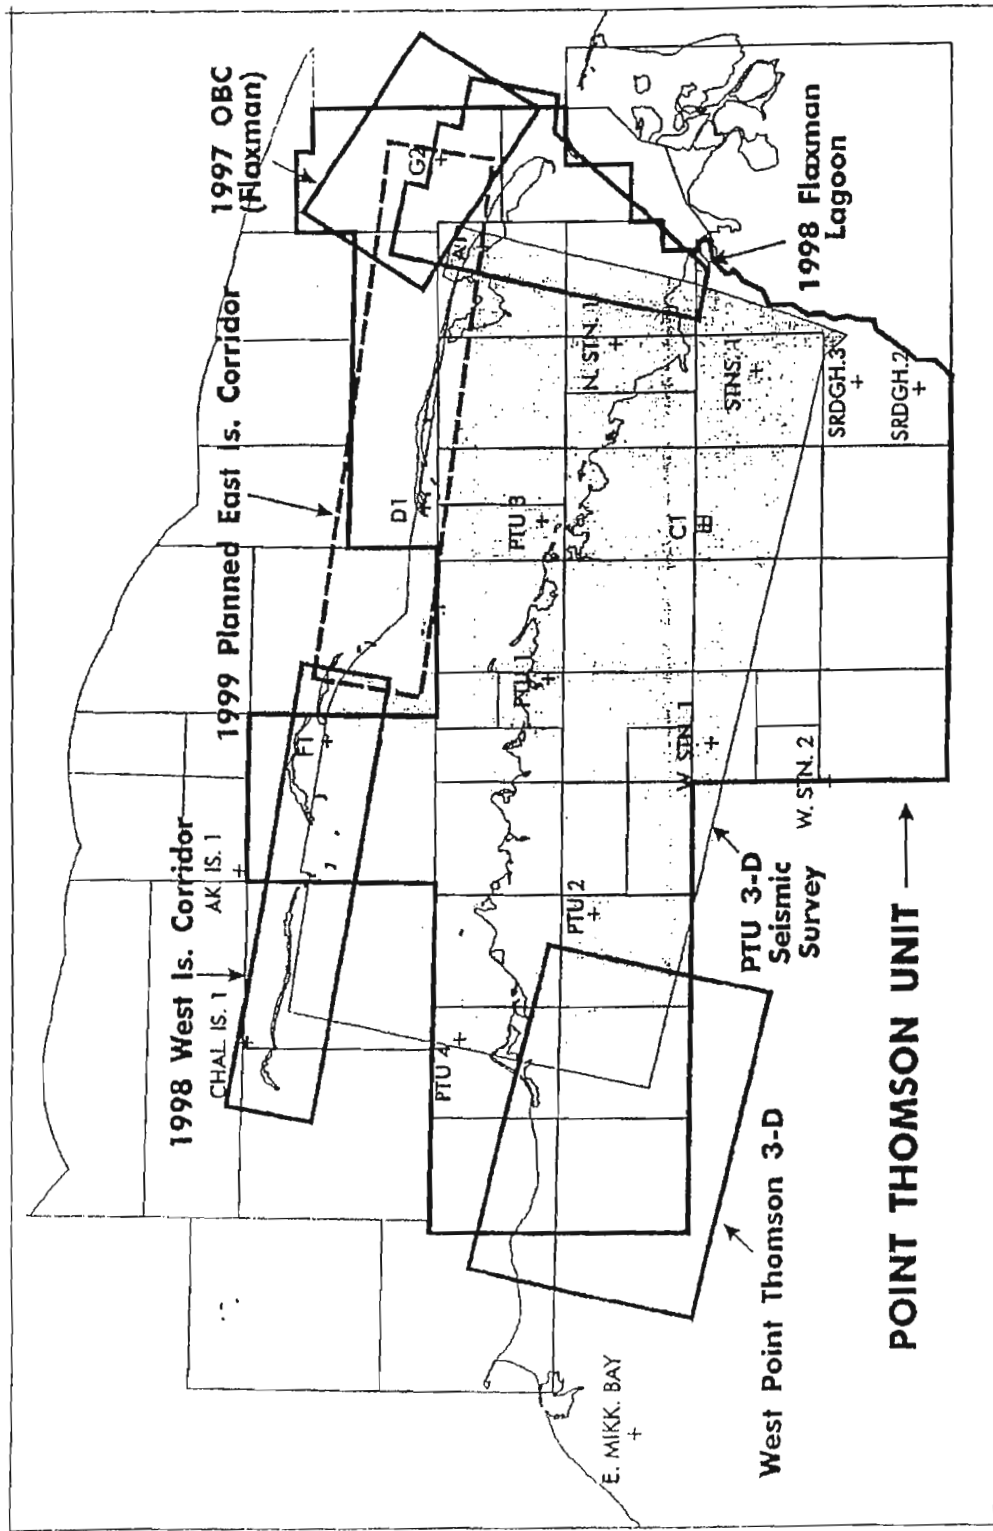 1997 OBC
(Flaxman)
1999 Planned East Is. Corridor
1998 West Is. Corridor
AK. IS. 1
CHAL. IS. 1
F1
D1
G2
A1
PTU 4
PTU 2
PTU 1
PTU 3
N. STN. 1
STNS. 1
C1
W. STN. 1
W. STN. 2
SRDGH.3
SRDGH.2
1998 Flaxman
Lagoon
PTU 3-D
Seismic
Survey
West Point Thomson 3-D
E. MIKK. BAY
POINT THOMSON UNIT